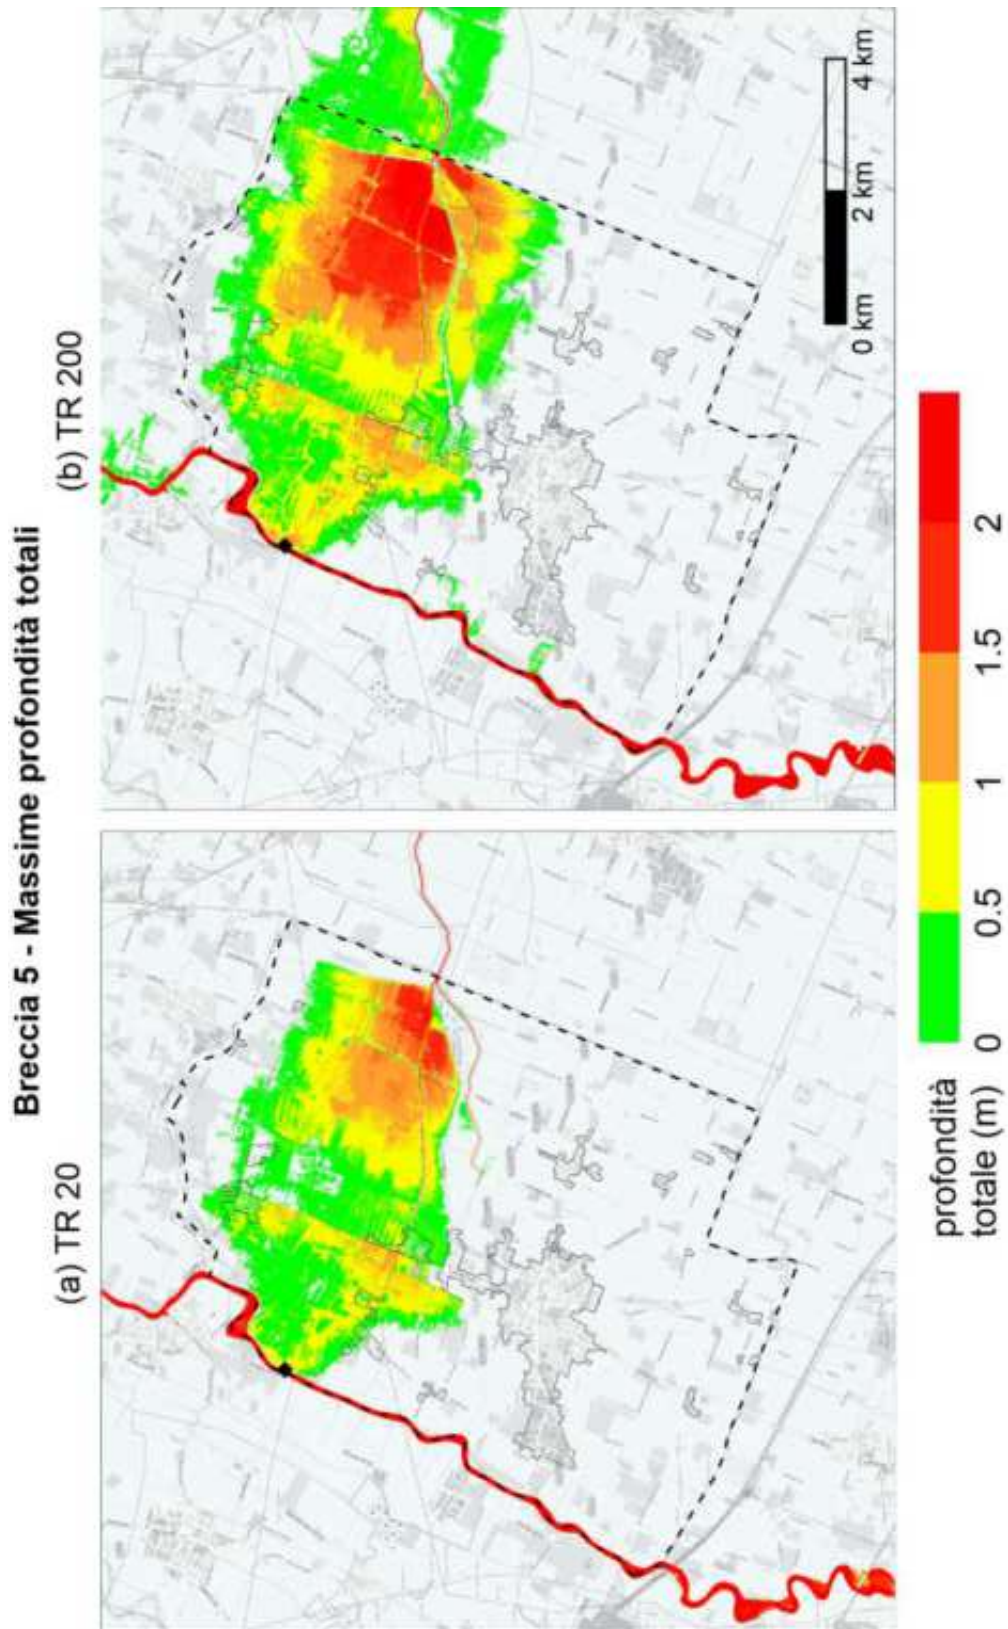 Breccia 5 - Massime profondità totali
(a) TR 20
(b) TR 200
0 km
2 km
4 km
profondità
totale (m)
0
0.5
1
1.5
2